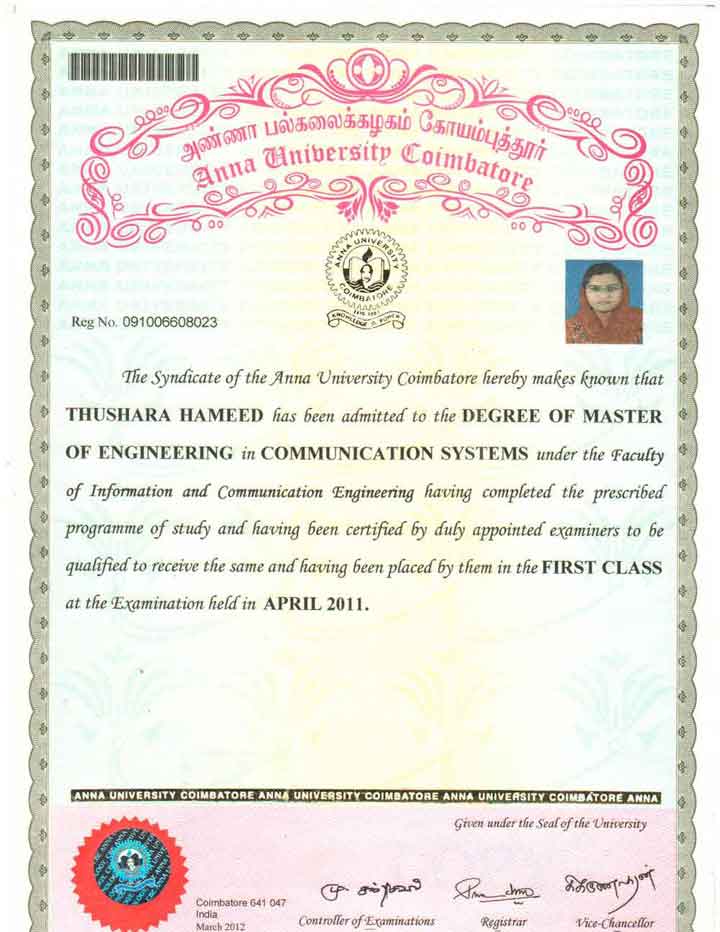 அண்ணா பல்கலைக்கழகம் கோயம்புத்தூர்
Anna University Coimbatore
ANNA UNIVERSITY
COIMBATORE
KNOWLEDGE IS POWER
Reg No. 091006608023
The Syndicate of the Anna University Coimbatore hereby makes known that
THUSHARA HAMEED has been admitted to the DEGREE OF MASTER
OF ENGINEERING in COMMUNICATION SYSTEMS under the Faculty
of Information and Communication Engineering having completed the prescribed
programme of study and having been certified by duly appointed examiners to be
qualified to receive the same and having been placed by them in the FIRST CLASS
at the Examination held in APRIL 2011.
ANNA UNIVERSITY COIMBATORE ANNA UNIVERSITY COIMBATORE ANNA UNIVERSITY COIMBATORE ANNA
Given under the Seal of the University
Coimbatore 641 047
India
March 2012
Controller of Examinations Registrar Vice-Chancellor